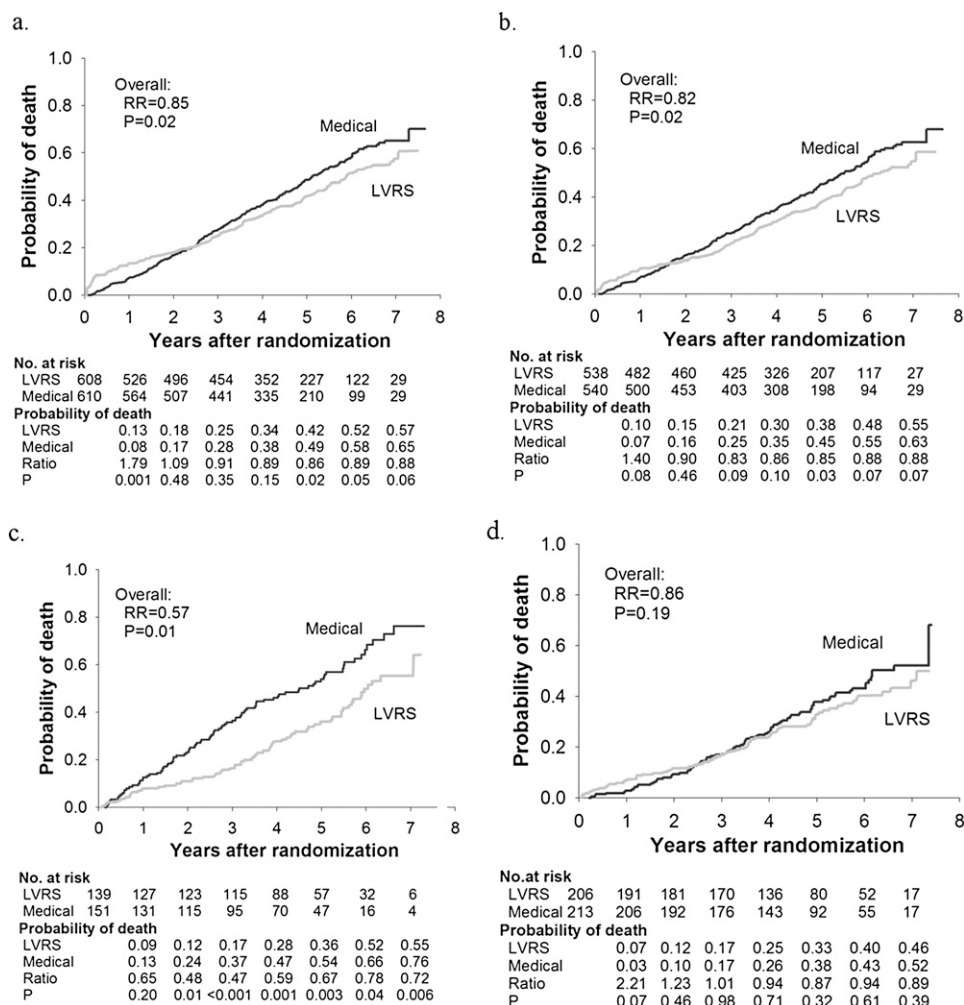 a.
1.0
0.8
0.6
0.4
0.2
0.0
Probability of death
Overall:
RR=0.85
P=0.02
Medical
LVRS
0 1 2 3 4 5 6 7 8
Years after randomization
No. at risk
LVRS 608 526 496 454 352 227 122 29
Medical 610 564 507 441 335 210 99 29
Probability of death
LVRS 0.13 0.18 0.25 0.34 0.42 0.52 0.57
Medical 0.08 0.17 0.28 0.38 0.49 0.58 0.65
Ratio 1.79 1.09 0.91 0.89 0.86 0.89 0.88
P 0.001 0.48 0.35 0.15 0.02 0.05 0.06
b.
1.0
0.8
0.6
0.4
0.2
0.0
Probability of death
Overall:
RR=0.82
P=0.02
Medical
LVRS
0 1 2 3 4 5 6 7 8
Years after randomization
No. at risk
LVRS 538 482 460 425 326 207 117 27
Medical 540 500 453 403 308 198 94 29
Probability of death
LVRS 0.10 0.15 0.21 0.30 0.38 0.48 0.55
Medical 0.07 0.16 0.25 0.35 0.45 0.55 0.63
Ratio 1.40 0.90 0.83 0.86 0.85 0.88 0.88
P 0.08 0.46 0.09 0.10 0.03 0.07 0.07
c.
1.0
0.8
0.6
0.4
0.2
0.0
Probability of death
Overall:
RR=0.57
P=0.01
Medical
LVRS
0 1 2 3 4 5 6 7 8
Years after randomization
No. at risk
LVRS 139 127 123 115 88 57 32 6
Medical 151 131 115 95 70 47 16 4
Probability of death
LVRS 0.09 0.12 0.17 0.28 0.36 0.52 0.55
Medical 0.13 0.24 0.37 0.47 0.54 0.66 0.76
Ratio 0.65 0.48 0.47 0.59 0.67 0.78 0.72
P 0.20 0.01 <0.001 0.001 0.003 0.04 0.006
d.
1.0
0.8
0.6
0.4
0.2
0.0
Probability of death
Overall:
RR=0.86
P=0.19
Medical
LVRS
0 1 2 3 4 5 6 7 8
Years after randomization
No.at risk
LVRS 206 191 181 170 136 80 52 17
Medical 213 206 192 176 143 92 55 17
Probability of death
LVRS 0.07 0.12 0.17 0.25 0.33 0.40 0.46
Medical 0.03 0.10 0.17 0.26 0.38 0.43 0.52
Ratio 2.21 1.23 1.01 0.94 0.87 0.94 0.89
P 0.07 0.46 0.98 0.71 0.32 0.61 0.39